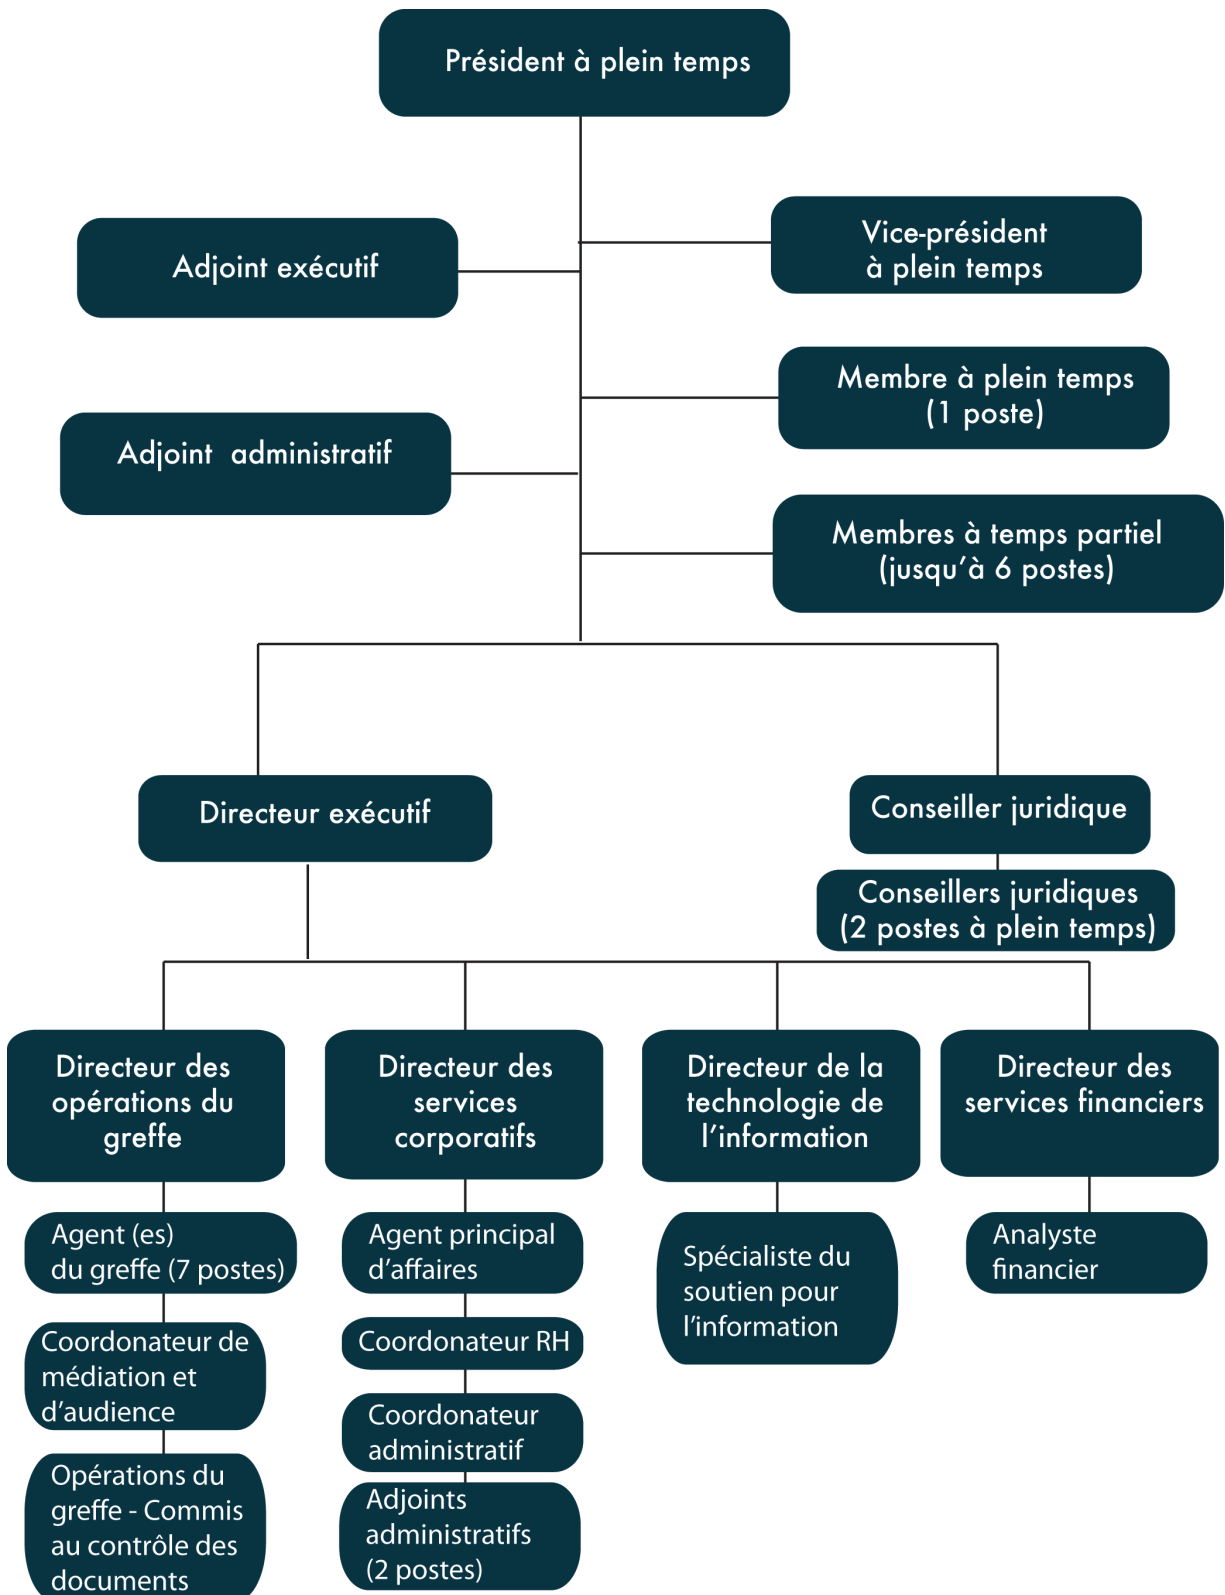 Président à plein temps
Vice-président
à plein temps
Adjoint exécutif
Membre à plein temps
(1 poste)
Adjoint administratif
Membres à temps partiel
(jusqu’à 6 postes)
Directeur exécutif
Conseiller juridique
Conseillers juridiques
(2 postes à plein temps)
Directeur des
opérations du
greffe
Directeur des
services
corporatifs
Directeur de la
technologie de
l’information
Directeur des
services financiers
Agent (es)
du greffe (7 postes)
Coordonateur de
médiation et
d'audience
Opérations du
greffe - Commis
au contrôle des
documents
Agent principal
d’affaires
Coordonateur RH
Coordonateur
administratif
Adjoints
administratifs
(2 postes)
Spécialiste du
soutien pour
l’information
Analyste
financier